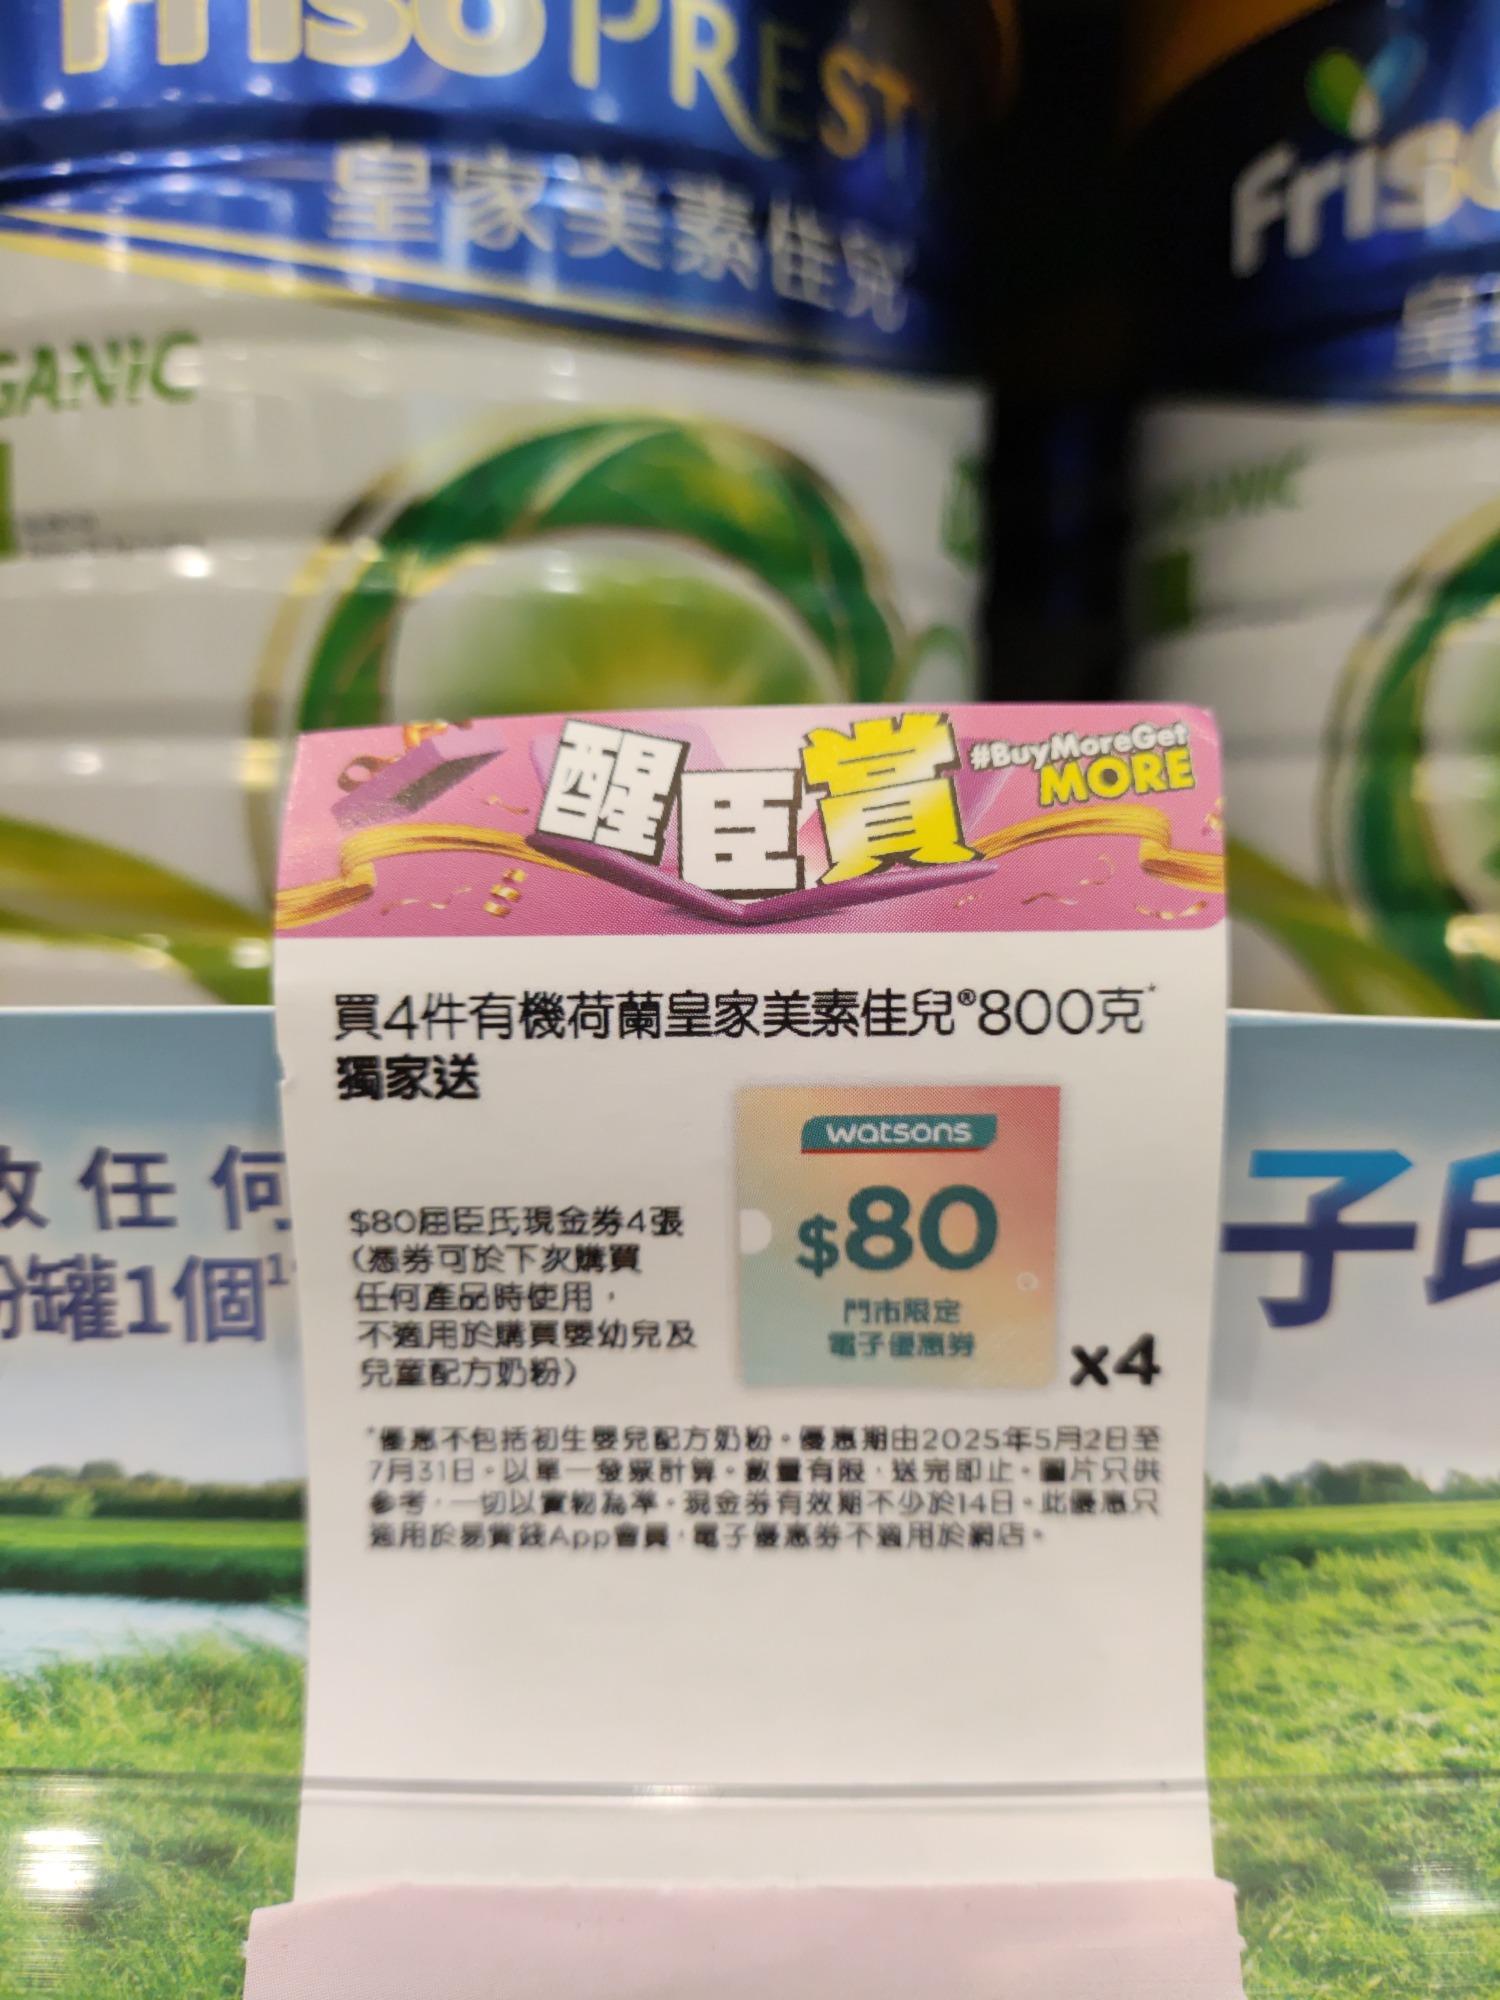 FrisoPREST
皇家美素佳兒
GANIC
Friso
醒臣賞
#BuyMoreGet
MORE
買4件有機荷蘭皇家美素佳兒®800克*
獨家送
watsons
$80
門市限定
電子優惠券
x4
$80屈臣氏現金券4張
(憑券可於下次購買
任何產品時使用，
不適用於購買嬰幼兒及
兒童配方奶粉)
*優惠不包括初生嬰兒配方奶粉。優惠期由2025年5月2日至
7月31日。以單一發票計算。數量有限，送完即止。圖片只供
參考，一切以實物為準。現金券有效期不少於14日。此優惠只
適用於易賞錢App會員，電子優惠券不適用於網店。
任何
罐1個
子